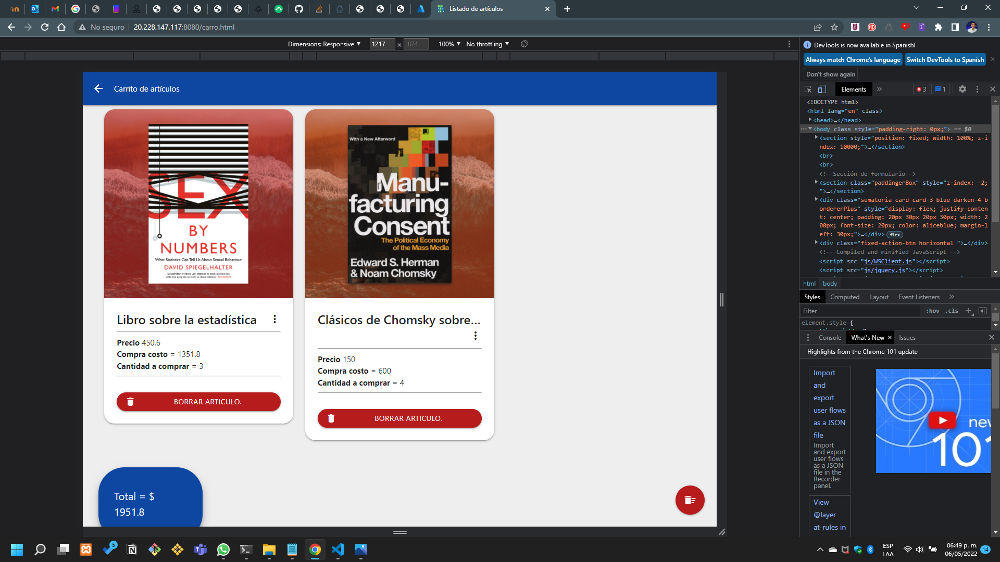 Listado de artículos
No seguro
20.228.147.117:8080/carro.html
Dimensions: Responsive
1217
×
874
100%
No throttling
DevTools is now available in Spanish!
Always match Chrome's language
Switch DevTools to Spanish
Don't show again
Elements
3
1
Carrito de artículos
<!DOCTYPE html>
<html lang="en" class>
<head>…</head>
<body class style="padding-right: 0px;"> == $0
<section style="position: fixed; width: 100%; z-i
ndex: 10000;">…</section>
<br>
<br>
<!--Sección de formulario-->
<section class="paddingerBox" style="z-index: -2;
">…</section>
<div class="sumatoria card card-3 blue darken-4 b
ordererPlus" style="display: flex; justify-conten
t: center; padding: 20px 30px 20px 30px; width: 2
00px; font-size: 20px; color: aliceblue; margin-l
eft: 30px;">…</div>
flex
<div class="fixed-action-btn horizontal ">…</div>
<!-- Compiled and minified JavaScript -->
<script src="js/WSClient.js"></script>
<script src="js/jquery.js"></script>
html
body
Styles
Computed
Layout
Event Listeners
Filter
:hov
.cls
element.style {
Console
What's New
Issues
Highlights from the Chrome 101 update
Import
and
export
user flows
as a JSON
file
Import
and export
user flows
as a JSON
file in the
Recorder
panel.
View
@layer
at-rules in
new
101
SEX
BY
NUMBERS
What Statistics Can Tell Us About Sexual Behaviour
DAVID SPIEGELHALTER
With a New Afterword
Manu-
facturing
Consent
The Political Economy
of the Mass Media
Edward S. Herman
& Noam Chomsky
Libro sobre la estadística
Precio 450.6
Compra costo = 1351.8
Cantidad a comprar = 3
BORRAR ARTICULO.
Clásicos de Chomsky sobre...
Precio 150
Compra costo = 600
Cantidad a comprar = 4
BORRAR ARTICULO.
Total = $
1951.8
5
ESP
LAA
06:49 p. m.
06/05/2022
14